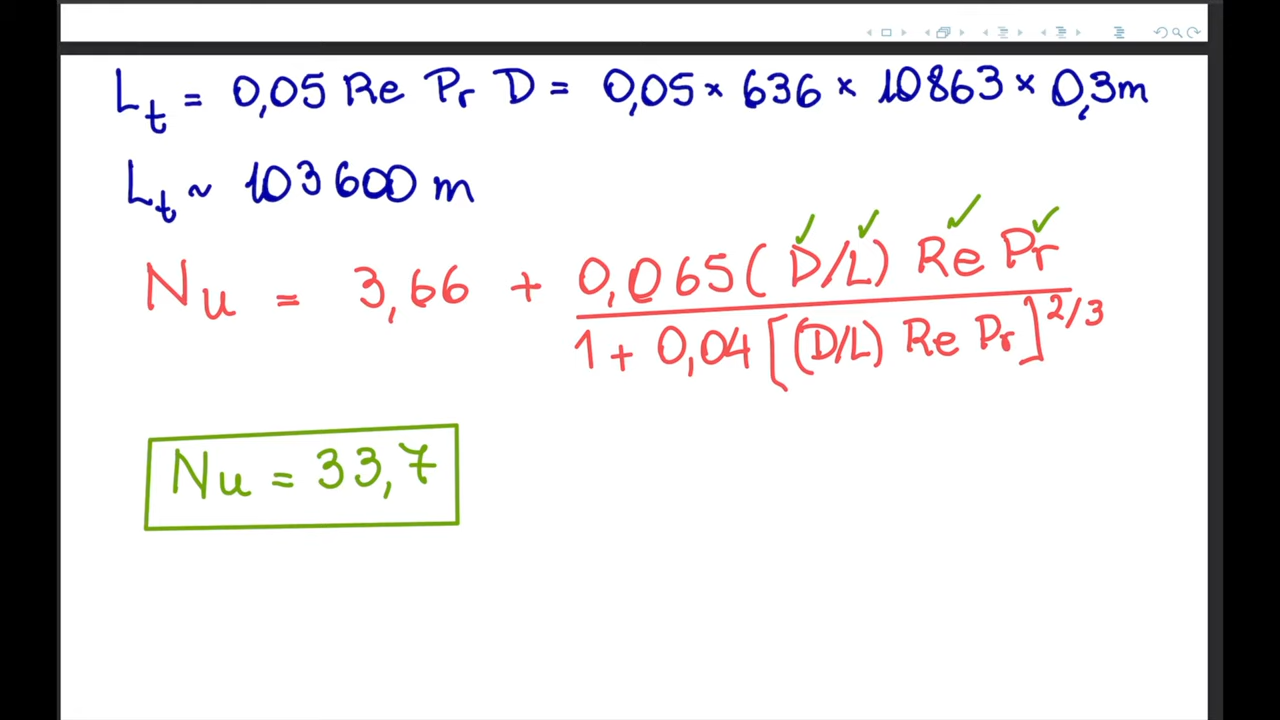 Lt = 0,05 Re Pr D = 0,05 × 636 × 10863 × 0,3m
Lt ~ 103600 m
Nu = 3,66 + 0,065 (D/L) Re Pr
1 + 0,04 [(D/L) Re Pr]^2/3
Nu = 33,7